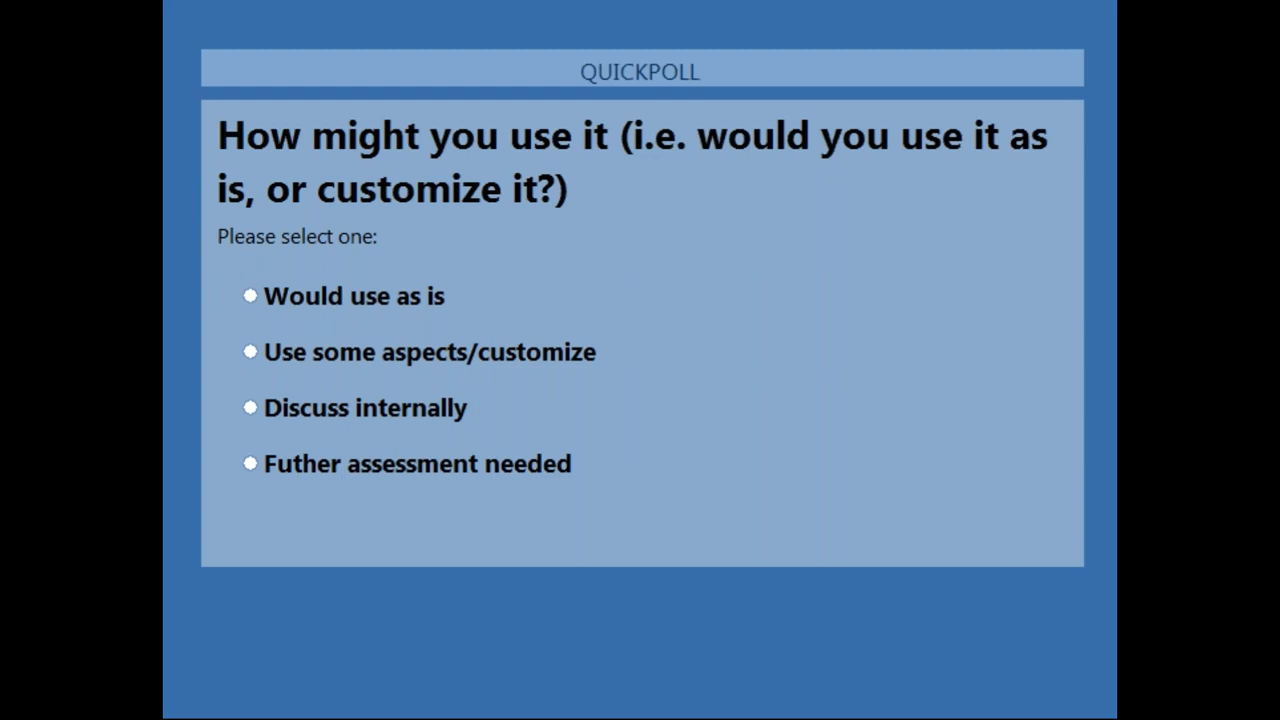 QUICKPOLL
How might you use it (i.e. would you use it as
is, or customize it?)
Please select one:
Would use as is
Use some aspects/customize
Discuss internally
Futher assessment needed